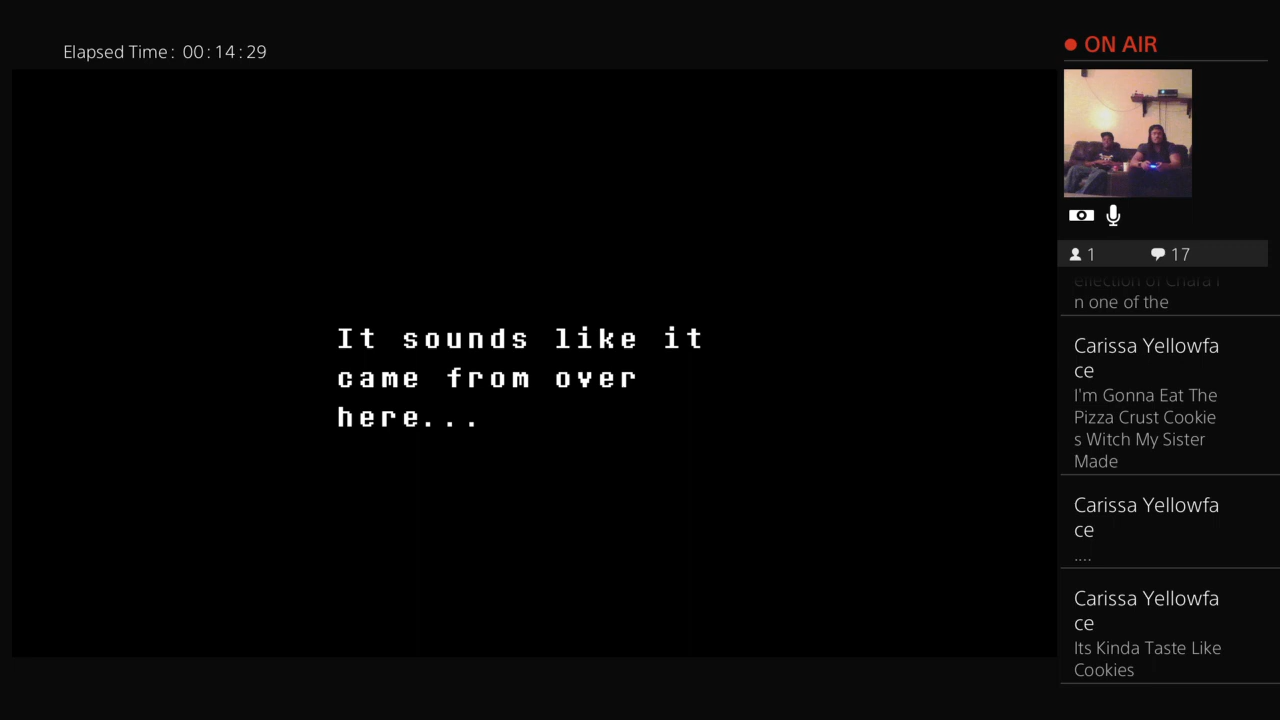 Elapsed Time: 00:14:29
ON AIR
1 17
n one of the
Carissa Yellowfa
ce
I'm Gonna Eat The
Pizza Crust Cookie
s Witch My Sister
Made
Carissa Yellowfa
ce
....
Carissa Yellowfa
ce
Its Kinda Taste Like
Cookies
It sounds like it
came from over
here...